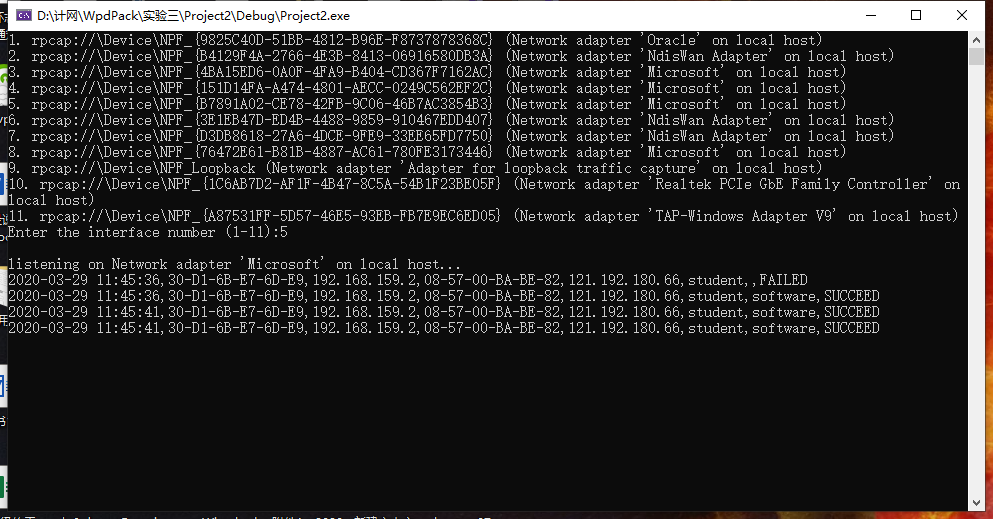 D:\计网\WpdPack\实验三\Project2\Debug\Project2.exe
1. rpcap://\Device\NPF_{9825C40D-51BB-4812-B96E-F8737878368C} (Network adapter 'Oracle' on local host)
2. rpcap://\Device\NPF_{B4129F4A-2766-4E3B-8413-06916580DB3A} (Network adapter 'NdisWan Adapter' on local host)
3. rpcap://\Device\NPF_{4BA15ED6-0A0F-4FA9-B404-CD367F7162AC} (Network adapter 'Microsoft' on local host)
4. rpcap://\Device\NPF_{151D14FA-A474-4801-AECC-0249C562EF2C} (Network adapter 'Microsoft' on local host)
5. rpcap://\Device\NPF_{B7891A02-CE78-42FB-9C06-46B7AC3854B3} (Network adapter 'Microsoft' on local host)
6. rpcap://\Device\NPF_{3E1EB47D-ED4B-4488-9859-910467EDD407} (Network adapter 'NdisWan Adapter' on local host)
7. rpcap://\Device\NPF_{D3DB8618-27A6-4DCE-9FE9-33EE65FD7750} (Network adapter 'NdisWan Adapter' on local host)
8. rpcap://\Device\NPF_{76472E61-B81B-4887-AC61-780FE3173446} (Network adapter 'Microsoft' on local host)
9. rpcap://\Device\NPF_Loopback (Network adapter 'Adapter for loopback traffic capture' on local host)
10. rpcap://\Device\NPF_{1C6AB7D2-AF1F-4B47-8C5A-54B1F23BE05F} (Network adapter 'Realtek PCIe GbE Family Controller' on
local host)
11. rpcap://\Device\NPF_{A87531FF-5D57-46E5-93EB-FB7E9EC6ED05} (Network adapter 'TAP-Windows Adapter V9' on local host)
Enter the interface number (1-11):5
listening on Network adapter 'Microsoft' on local host...
2020-03-29 11:45:36,30-D1-6B-E7-6D-E9,192.168.159.2,08-57-00-BA-BE-82,121.192.180.66,student,,FAILED
2020-03-29 11:45:36,30-D1-6B-E7-6D-E9,192.168.159.2,08-57-00-BA-BE-82,121.192.180.66,student,software,SUCCEED
2020-03-29 11:45:41,30-D1-6B-E7-6D-E9,192.168.159.2,08-57-00-BA-BE-82,121.192.180.66,student,software,SUCCEED
2020-03-29 11:45:41,30-D1-6B-E7-6D-E9,192.168.159.2,08-57-00-BA-BE-82,121.192.180.66,student,software,SUCCEED